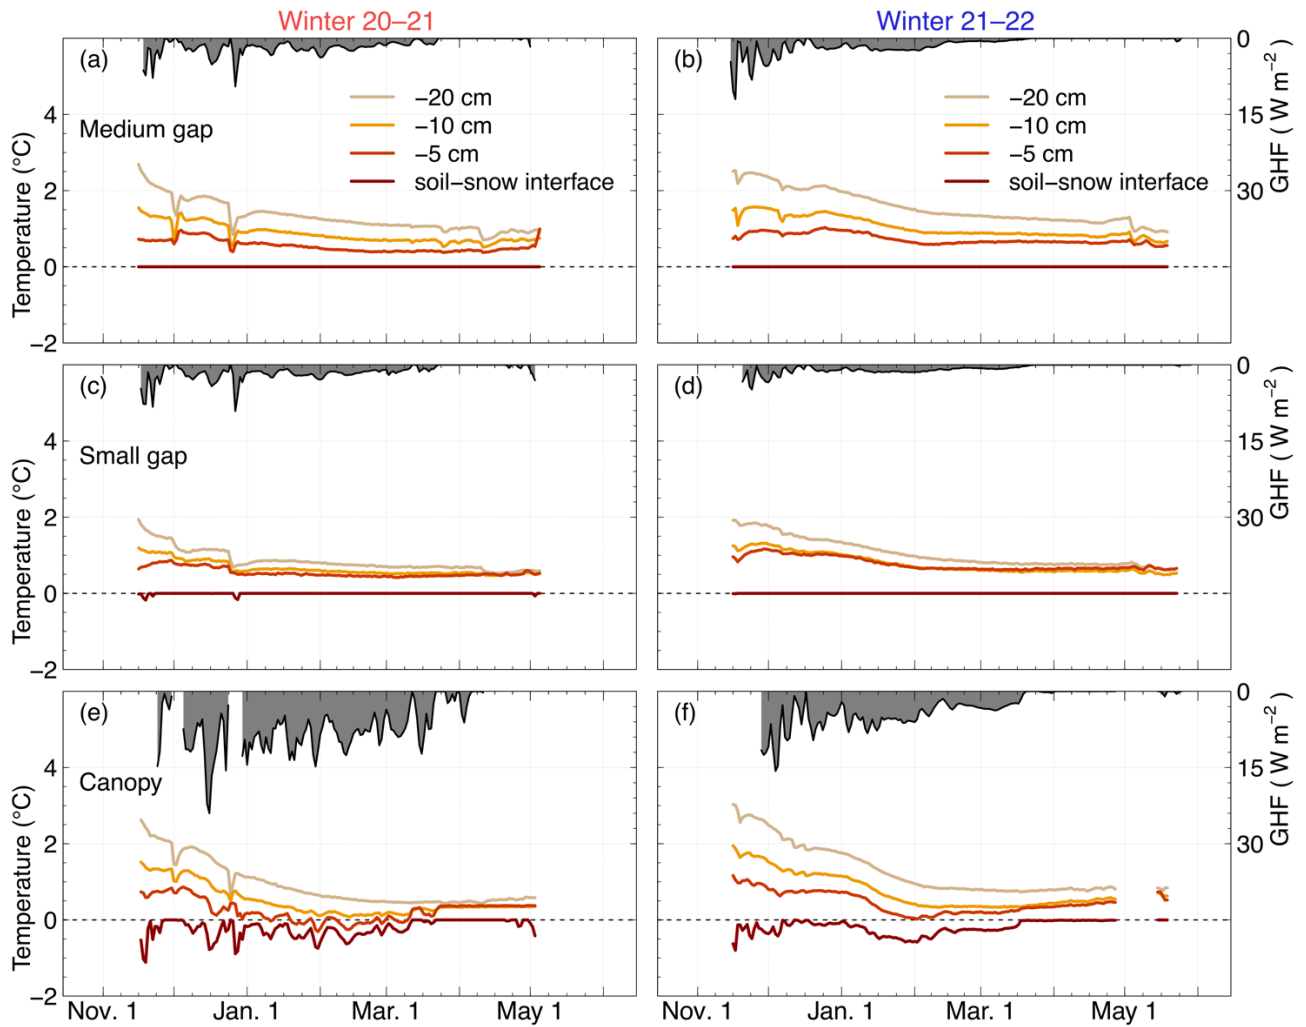 Winter 20–21
Winter 21–22
(a)
Medium gap
−20 cm
−10 cm
−5 cm
soil−snow interface
4
2
0
−2
Temperature (°C)
(b)
−20 cm
−10 cm
−5 cm
soil−snow interface
0
15
30
GHF ( W m⁻² )
(c)
Small gap
4
2
0
−2
Temperature (°C)
(d)
0
15
30
GHF ( W m⁻² )
(e)
Canopy
4
2
0
−2
Temperature (°C)
(f)
0
15
30
GHF ( W m⁻² )
Nov. 1 Jan. 1 Mar. 1 May 1
Nov. 1 Jan. 1 Mar. 1 May 1